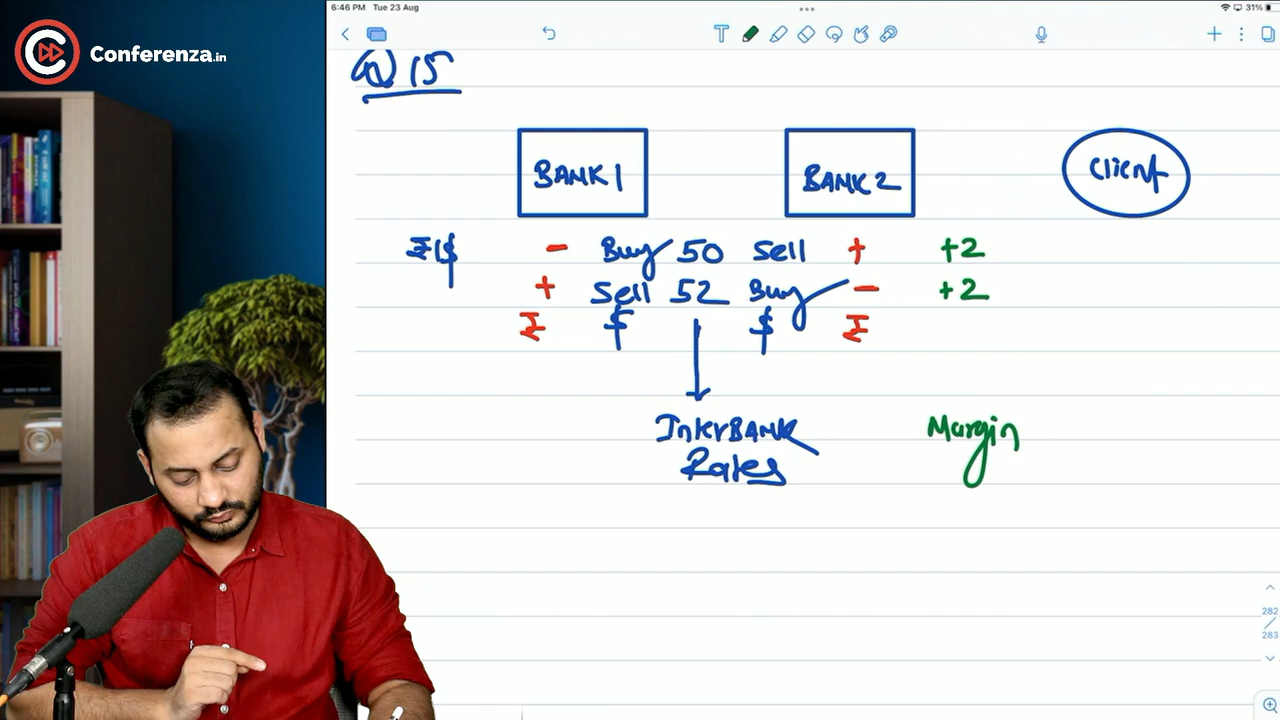 6:46 PM Tue 23 Aug
31%
Conferenza.in
Q 15
BANK 1 BANK 2 Client
₹/$ - Buy 50 Sell + +2
+ Sell 52 Buy - +2
₹ $ $ ₹
InterBANK Margin
Rates
282
283